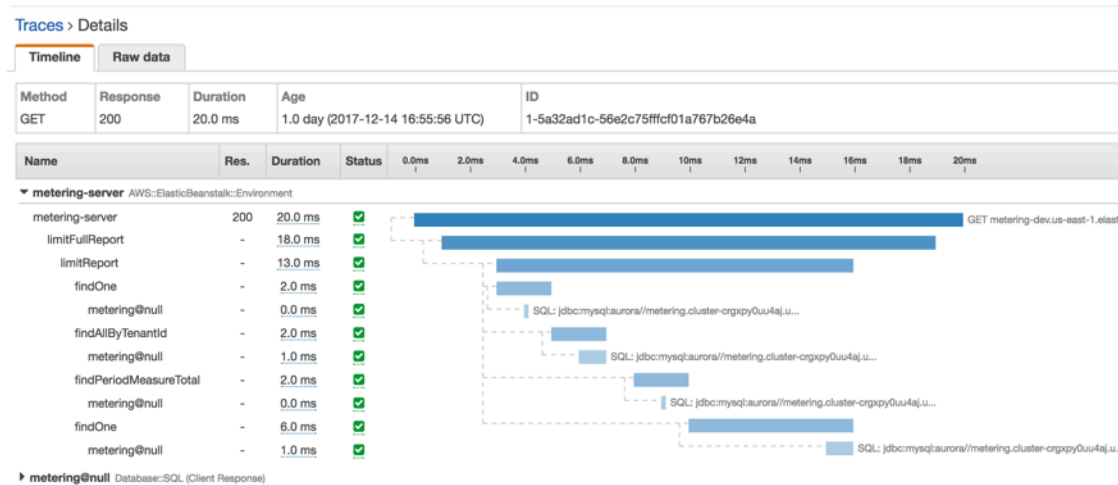 Traces > Details
Timeline Raw data
Method Response Duration Age ID
GET 200 20.0 ms 1.0 day (2017-12-14 16:55:56 UTC) 1-5a32ad1c-56e2c75fffcf01a767b26e4a
Name Res. Duration Status 0.0ms 2.0ms 4.0ms 6.0ms 8.0ms 10ms 12ms 14ms 16ms 18ms 20ms
metering-server AWS::ElasticBeanstalk::Environment
metering-server 200 20.0 ms GET metering-dev.us-east-1.elast
limitFullReport - 18.0 ms
limitReport - 13.0 ms
findOne - 2.0 ms
metering@null - 0.0 ms SQL: jdbc:mysql:aurora//metering.cluster-crgxpy0uu4aj.u...
findAllByTenantId - 2.0 ms
metering@null - 1.0 ms SQL: jdbc:mysql:aurora//metering.cluster-crgxpy0uu4aj.u...
findPeriodMeasureTotal - 2.0 ms
metering@null - 0.0 ms SQL: jdbc:mysql:aurora//metering.cluster-crgxpy0uu4aj.u...
findOne - 6.0 ms
metering@null - 1.0 ms SQL: jdbc:mysql:aurora//metering.cluster-crgxpy0uu4aj.u.
metering@null Database::SQL (Client Response)